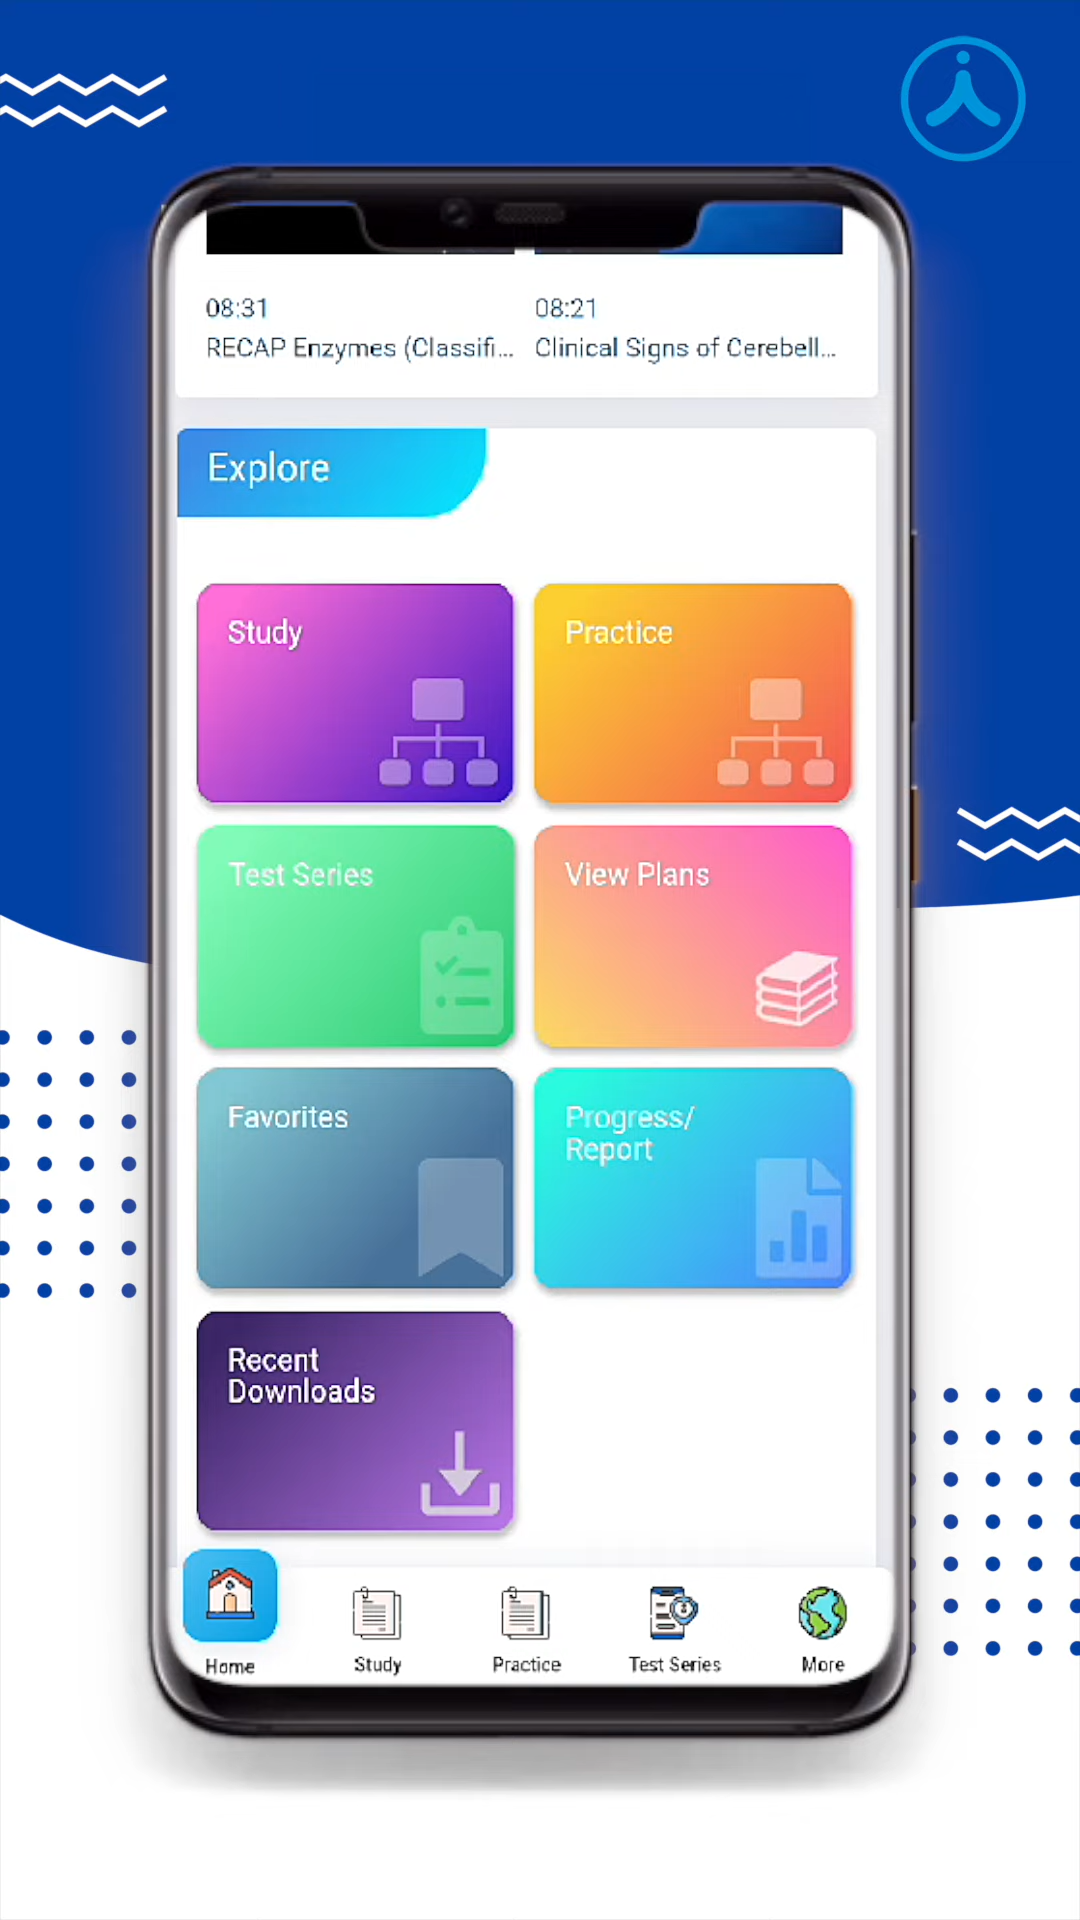 08:31
08:21
RECAP Enzymes (Classifi...
Clinical Signs of Cerebell...
Explore
Study
Practice
Test Series
View Plans
Favorites
Progress/
Report
Recent
Downloads
Home
Study
Practice
Test Series
More